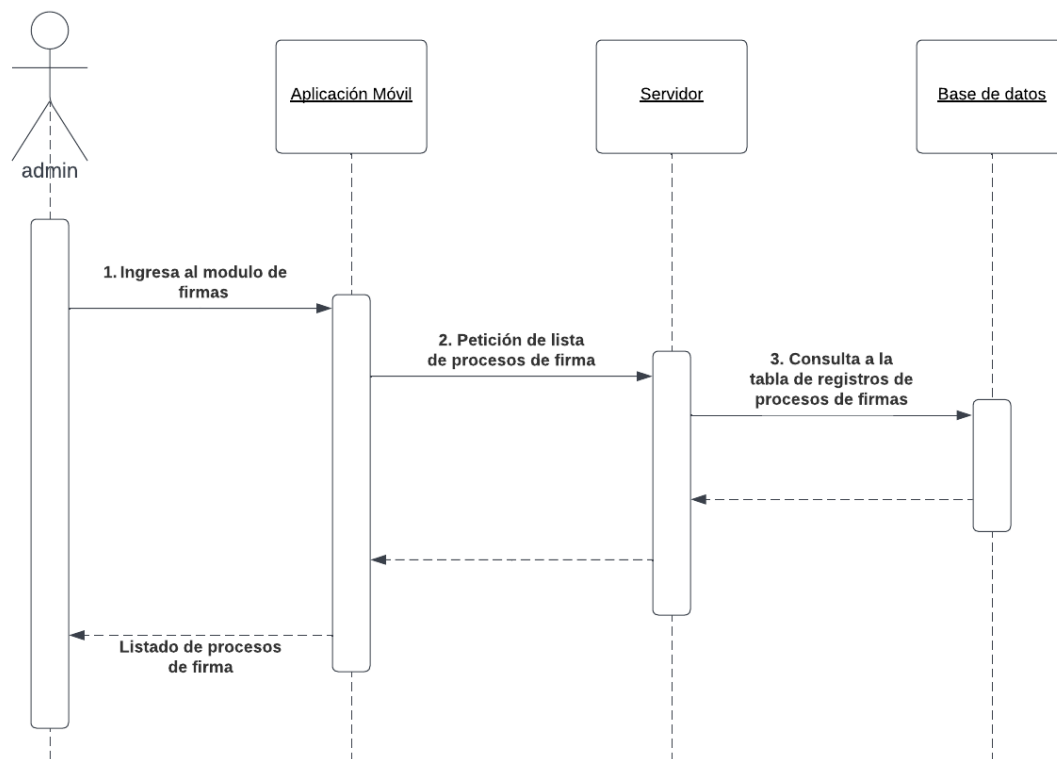 Aplicación Móvil
Servidor
Base de datos
admin
1. Ingresa al modulo de
firmas
2. Petición de lista
de procesos de firma
3. Consulta a la
tabla de registros de
procesos de firmas
Listado de procesos
de firma